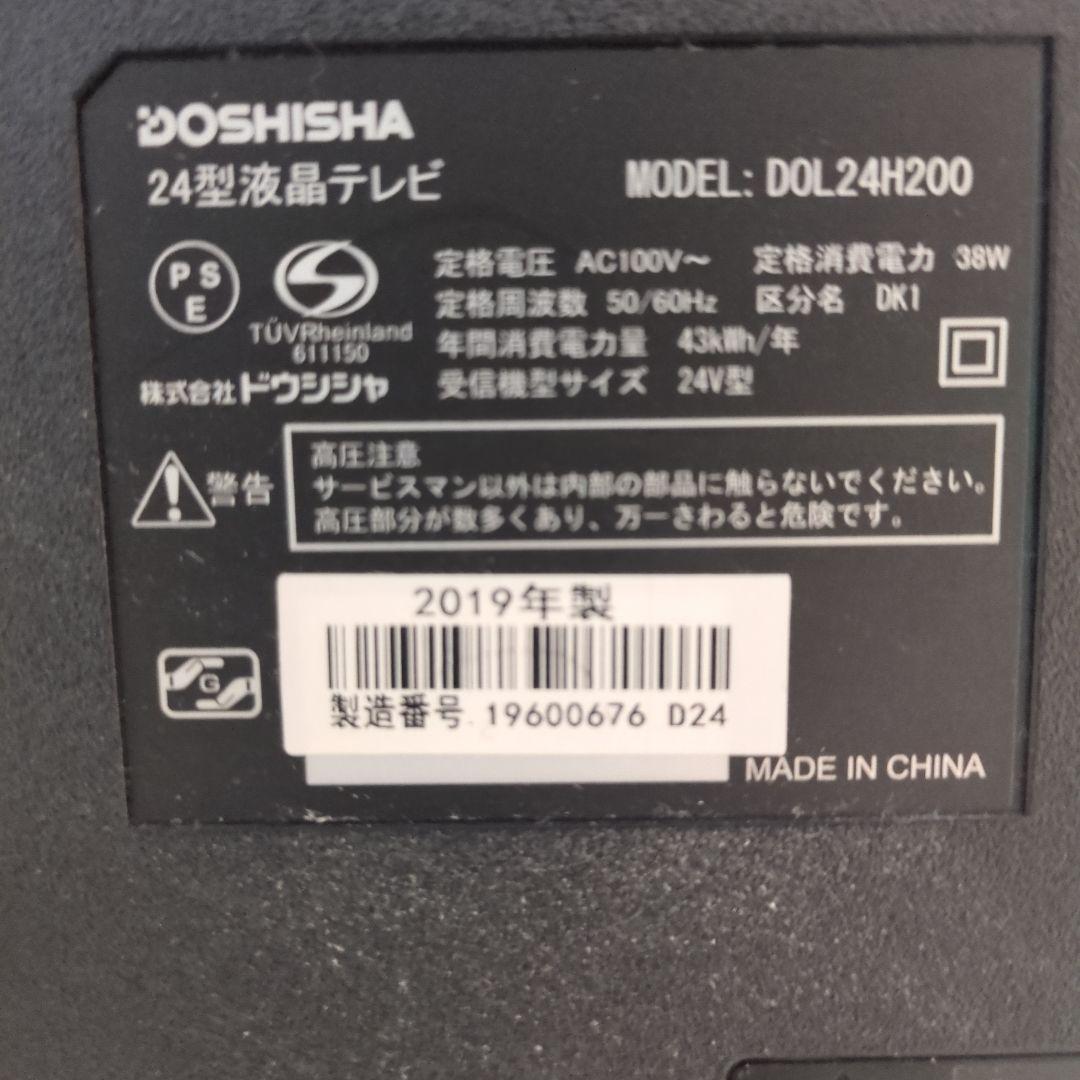 DOSHISHA
24型液晶テレビ
MODEL: DOL24H200
PS
E
TÜVRheinland
611150
株式会社ドウシシャ
定格電圧 AC100V～ 定格消費電力 38W
定格周波数 50/60Hz 区分名 DK1
年間消費電力量 43kWh/年
受信機型サイズ 24V型
警告
高圧注意
サービスマン以外は内部の部品に触らないでください。
高圧部分が数多くあり、万一さわると危険です。
2019年製
製造番号 19600676 D24
G
MADE IN CHINA